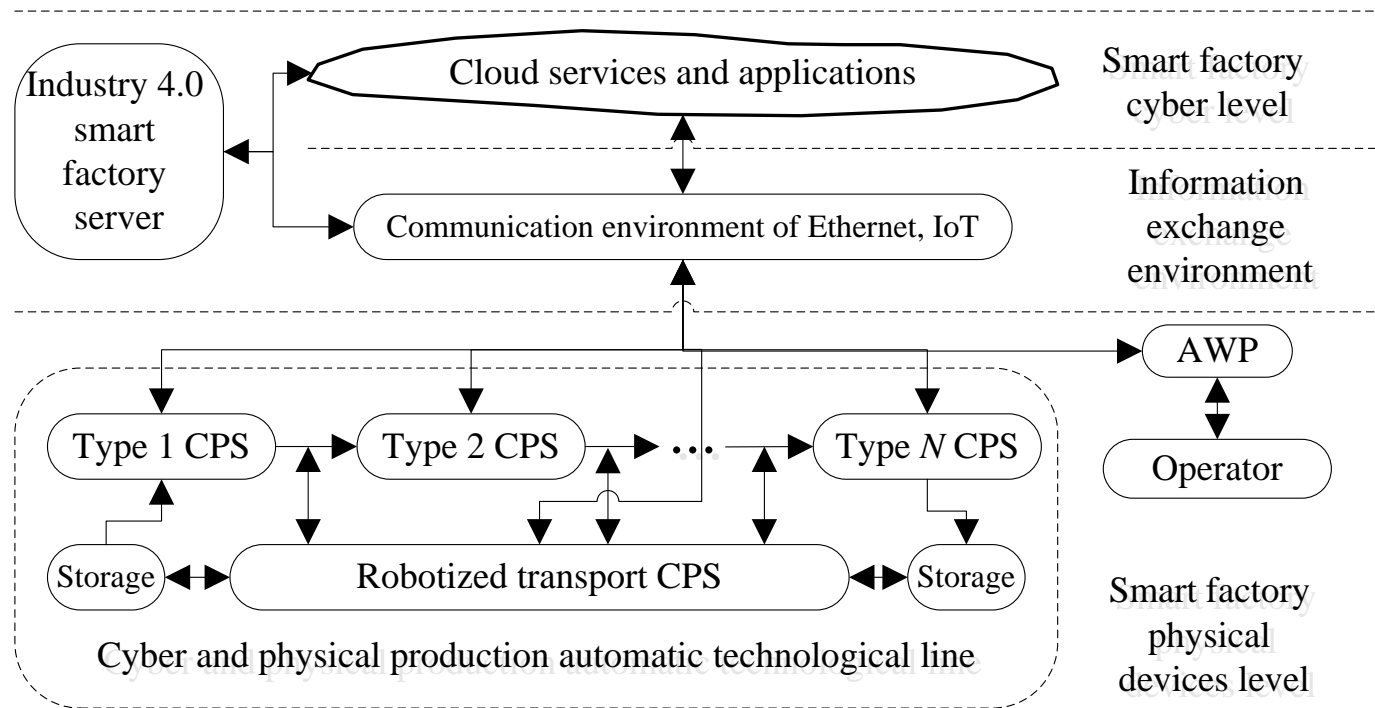 Industry 4.0
smart
factory
server
Cloud services and applications
Smart factory
cyber level
Communication environment of Ethernet, IoT
Information
exchange
environment
AWP
Operator
Type 1 CPS
Type 2 CPS
...
Type N CPS
Storage
Robotized transport CPS
Storage
Cyber and physical production automatic technological line
Smart factory
physical
devices level